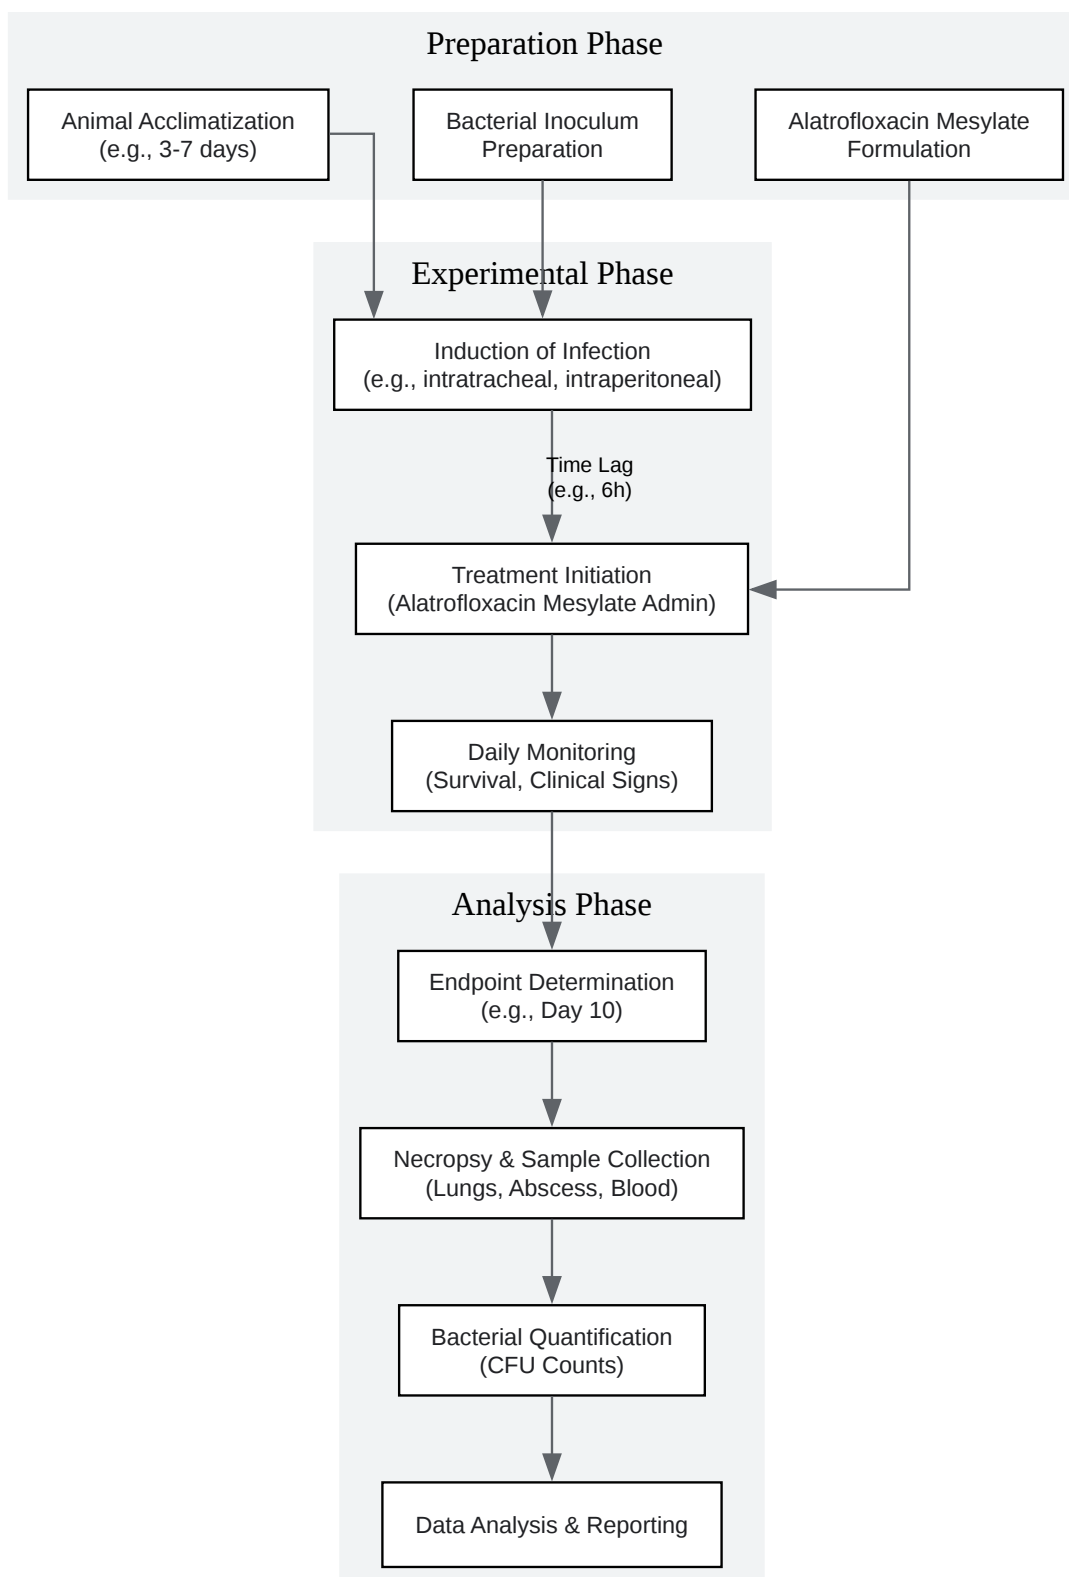 Preparation Phase
Animal Acclimatization
(e.g., 3-7 days)
Bacterial Inoculum
Preparation
Alatrofloxacin Mesylate
Formulation
Experimental Phase
Induction of Infection
(e.g., intratracheal, intraperitoneal)
Time Lag
(e.g., 6h)
Treatment Initiation
(Alatrofloxacin Mesylate Admin)
Daily Monitoring
(Survival, Clinical Signs)
Analysis Phase
Endpoint Determination
(e.g., Day 10)
Necropsy & Sample Collection
(Lungs, Abscess, Blood)
Bacterial Quantification
(CFU Counts)
Data Analysis & Reporting